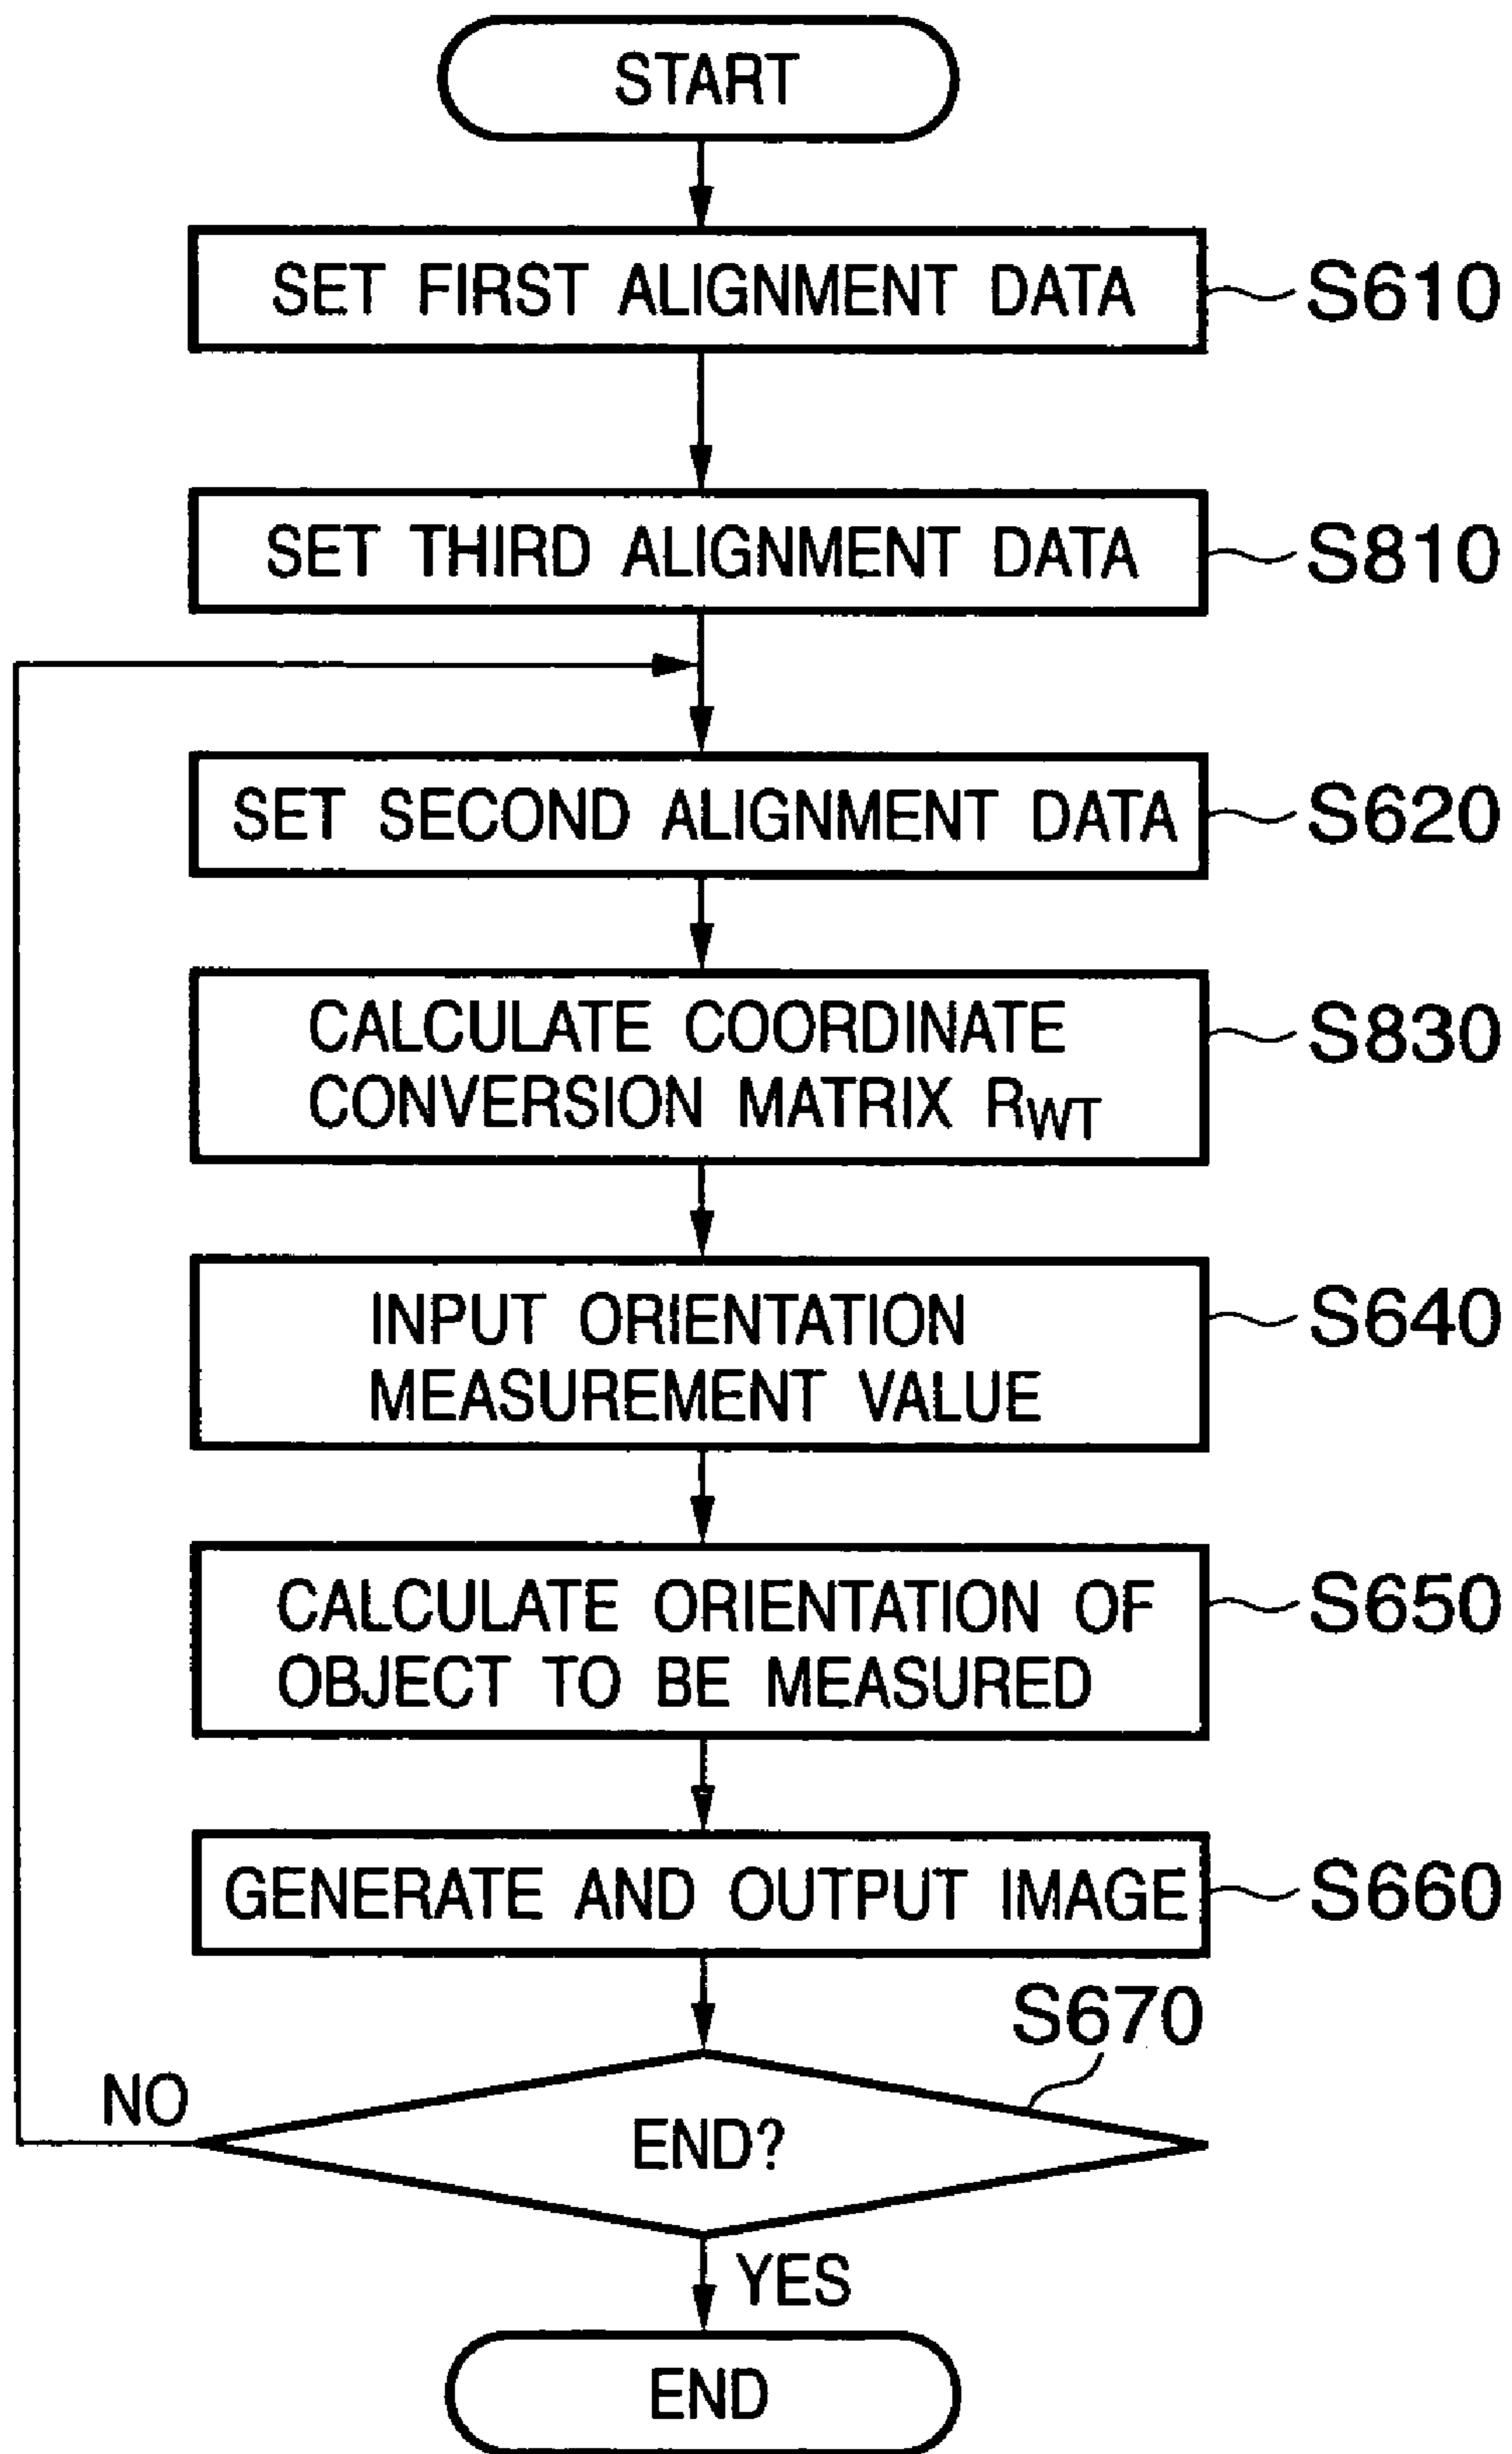 START
SET FIRST ALIGNMENT DATA
S610
SET THIRD ALIGNMENT DATA
S810
SET SECOND ALIGNMENT DATA
S620
CALCULATE COORDINATE
CONVERSION MATRIX RWT
S830
INPUT ORIENTATION
MEASUREMENT VALUE
S640
CALCULATE ORIENTATION OF
OBJECT TO BE MEASURED
S650
GENERATE AND OUTPUT IMAGE
S660
S670
NO
END?
YES
END